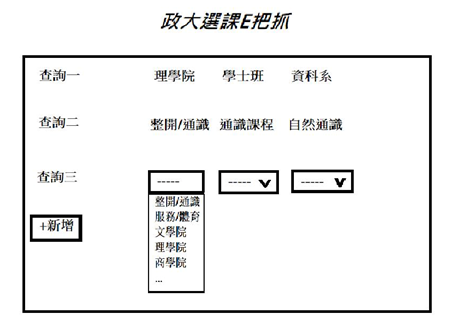 政大選課E把抓
查詢一 理學院 學士班 資科系
查詢二 整開/通識 通識課程 自然通識
查詢三 ----- ----- -----
整開/通識
服務/體育
文學院
理學院
商學院
...
+新增